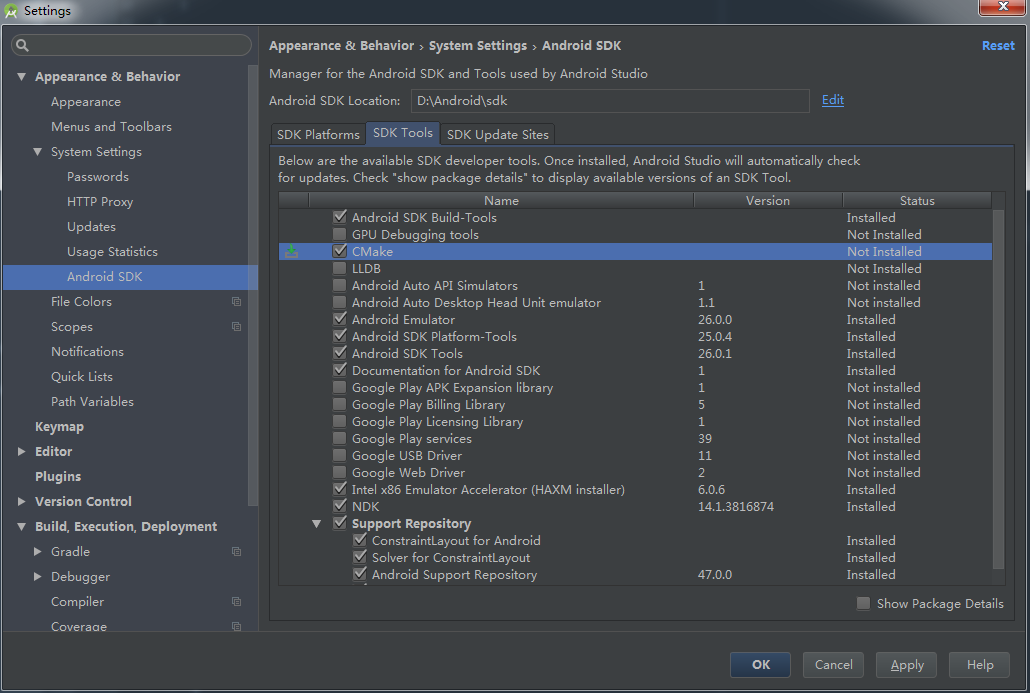 Settings
Appearance & Behavior
Appearance
Menus and Toolbars
System Settings
Passwords
HTTP Proxy
Updates
Usage Statistics
Android SDK
File Colors
Scopes
Notifications
Quick Lists
Path Variables
Keymap
Editor
Plugins
Version Control
Build, Execution, Deployment
Gradle
Debugger
Compiler
Coverage
Appearance & Behavior › System Settings › Android SDK
Reset
Manager for the Android SDK and Tools used by Android Studio
Android SDK Location: D:\Android\sdk Edit
SDK Platforms SDK Tools SDK Update Sites
Below are the available SDK developer tools. Once installed, Android Studio will automatically check
for updates. Check "show package details" to display available versions of an SDK Tool.
Name Version Status
Android SDK Build-Tools Installed
GPU Debugging tools Not Installed
CMake Not Installed
LLDB Not Installed
Android Auto API Simulators 1 Not installed
Android Auto Desktop Head Unit emulator 1.1 Not installed
Android Emulator 26.0.0 Installed
Android SDK Platform-Tools 25.0.4 Installed
Android SDK Tools 26.0.1 Installed
Documentation for Android SDK 1 Installed
Google Play APK Expansion library 1 Not installed
Google Play Billing Library 5 Not installed
Google Play Licensing Library 1 Not installed
Google Play services 39 Not installed
Google USB Driver 11 Not installed
Google Web Driver 2 Not installed
Intel x86 Emulator Accelerator (HAXM installer) 6.0.6 Installed
NDK 14.1.3816874 Installed
Support Repository
ConstraintLayout for Android Installed
Solver for ConstraintLayout Installed
Android Support Repository 47.0.0 Installed
Show Package Details
OK Cancel Apply Help